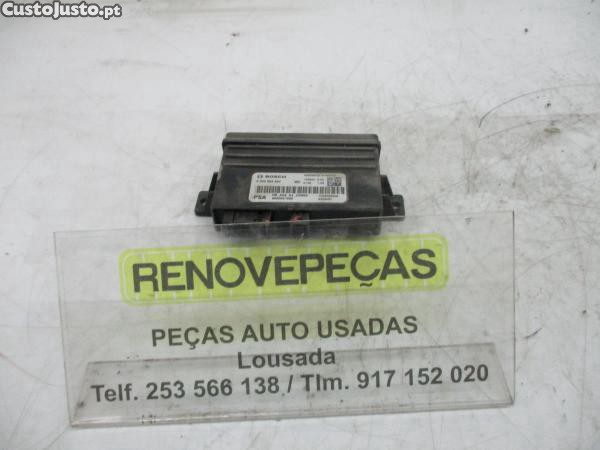 CustoJusto.pt
BOSCH
PSA
RENOVEPEÇAS
PEÇAS AUTO USADAS
Lousada
Telf. 253 566 138 / Tlm. 917 152 020